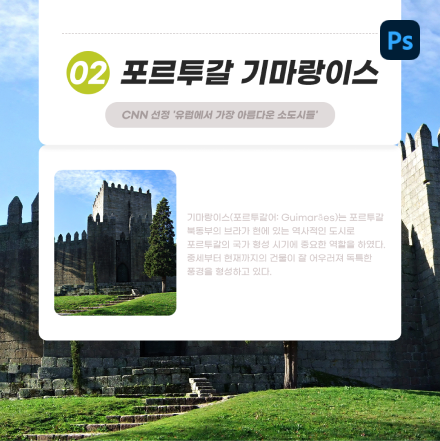 Ps
02 포르투갈 기마랑이스
CNN 선정 '유럽에서 가장 아름다운 소도시들'
기마랑이스(포르투갈어: Guimarães)는 포르투갈
북동부의 브라가 현에 있는 역사적인 도시로
포르투갈의 국가 형성 시기에 중요한 역할을 하였다.
중세부터 현재까지의 건물이 잘 어우러져 독특한
풍경을 형성하고 있다.